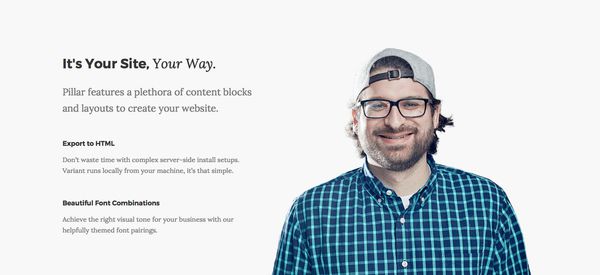 It's Your Site, Your Way.
Pillar features a plethora of content blocks
and layouts to create your website.
Export to HTML
Don't waste time with complex server-side install setups.
Variant runs locally from your machine, it's that simple.
Beautiful Font Combinations
Achieve the right visual tone for your business with our
helpfully themed font pairings.